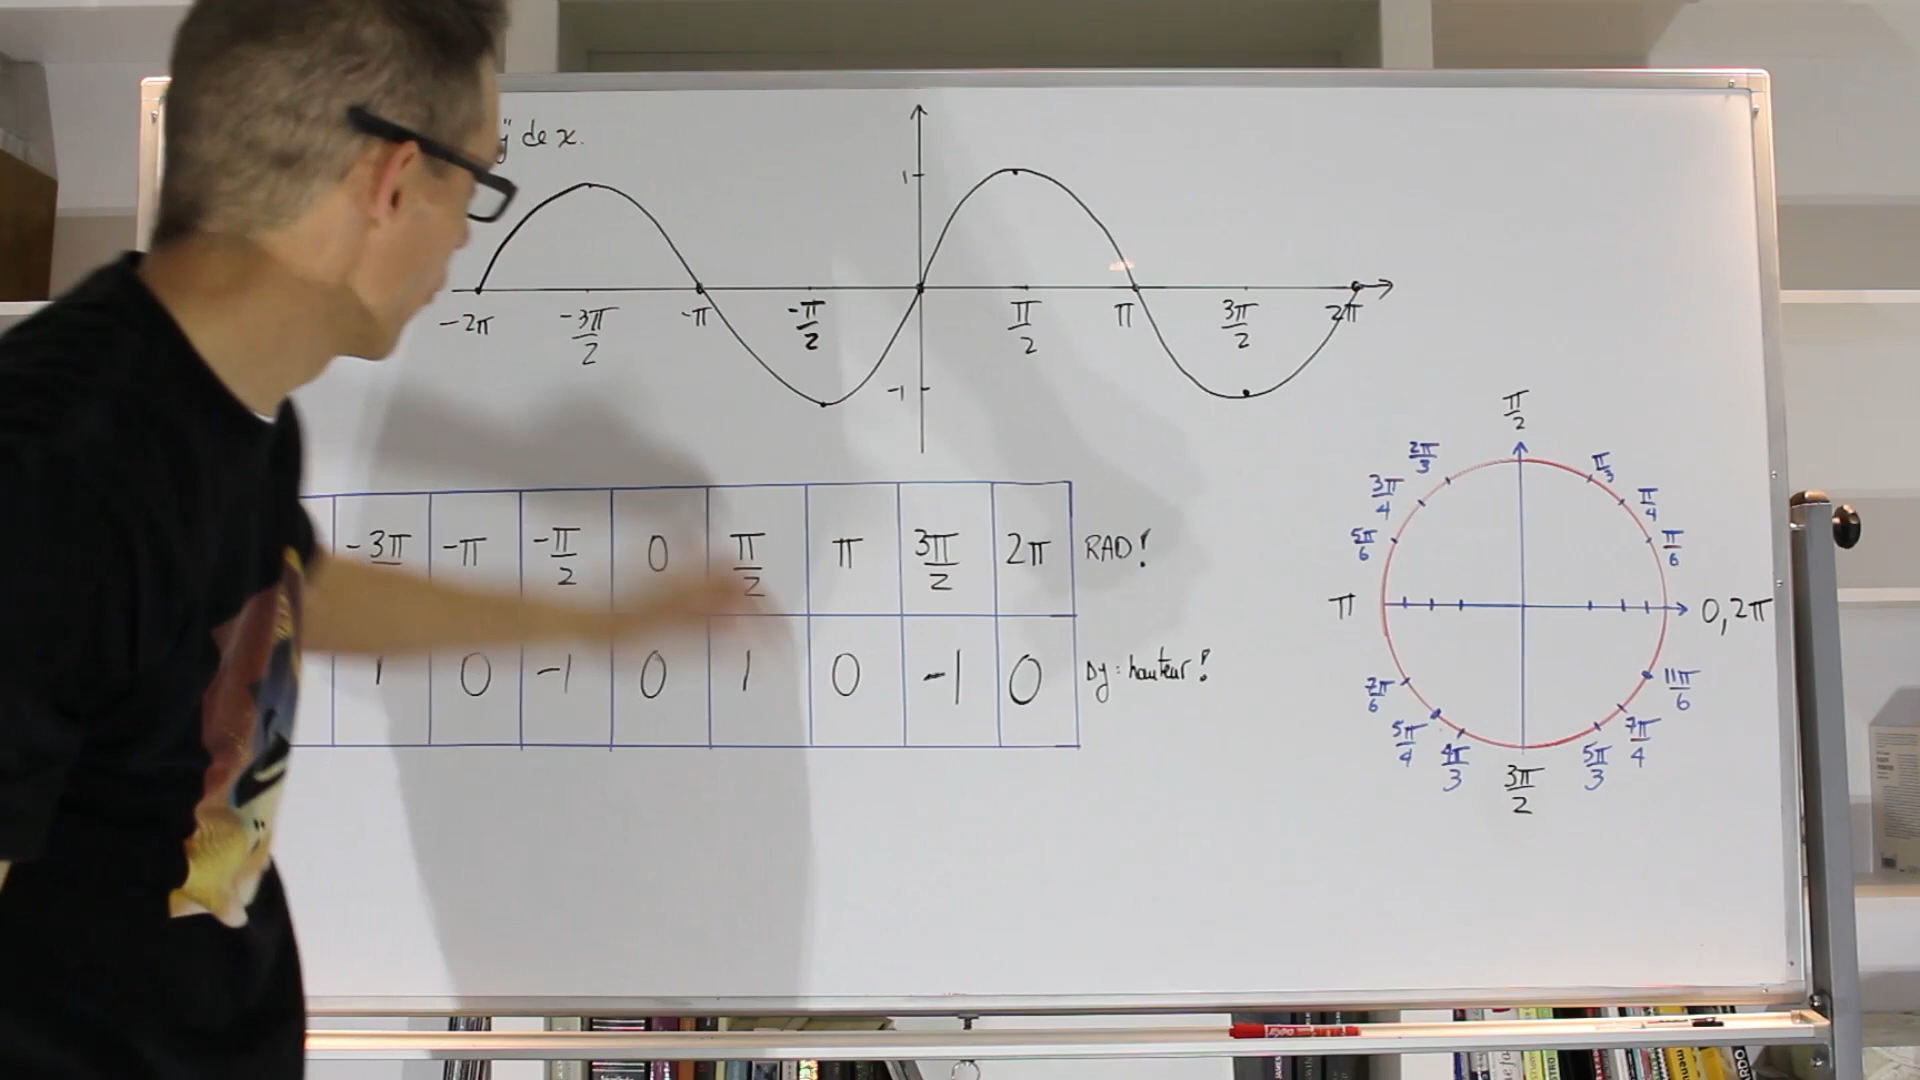 de x.
1
-2π -3π/2 -π -π/2 π/2 π 3π/2 2π
-1
-3π -π -π/2 0 π/2 π 3π/2 2π RAD!
1 0 -1 0 1 0 -1 0 Dy : hauteur!
π/2
2π/3 π/3
3π/4 π/4
5π/6 π/6
π 0, 2π
7π/6 11π/6
5π/4 7π/4
4π/3 5π/3
3π/2